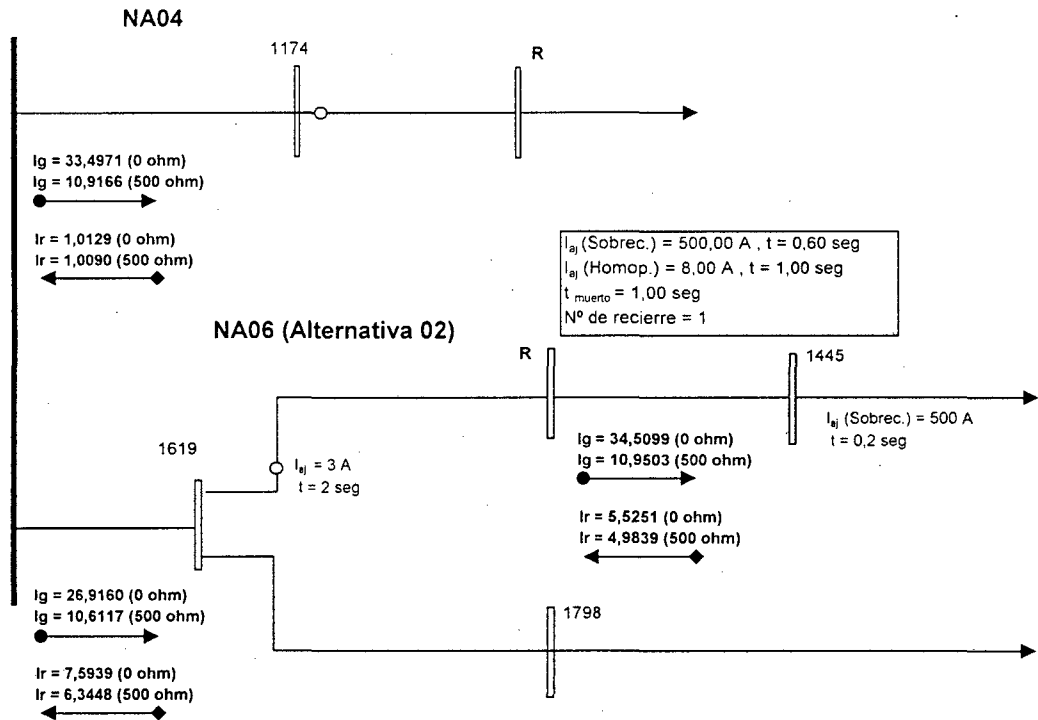 NA04
1174
R
Ig = 33,4971 (0 ohm)
Ig = 10,9166 (500 ohm)
Ir = 1,0129 (0 ohm)
Ir = 1,0090 (500 ohm)
I aj (Sobrec.) = 500,00 A , t = 0,60 seg
I aj (Homop.) = 8,00 A , t = 1,00 seg
t muerto = 1,00 seg
Nº de recierre = 1
NA06 (Alternativa 02)
R
1445
I aj (Sobrec.) = 500 A
t = 0,2 seg
1619
I aj = 3 A
t = 2 seg
Ig = 34,5099 (0 ohm)
Ig = 10,9503 (500 ohm)
Ir = 5,5251 (0 ohm)
Ir = 4,9839 (500 ohm)
Ig = 26,9160 (0 ohm)
Ig = 10,6117 (500 ohm)
1798
Ir = 7,5939 (0 ohm)
Ir = 6,3448 (500 ohm)